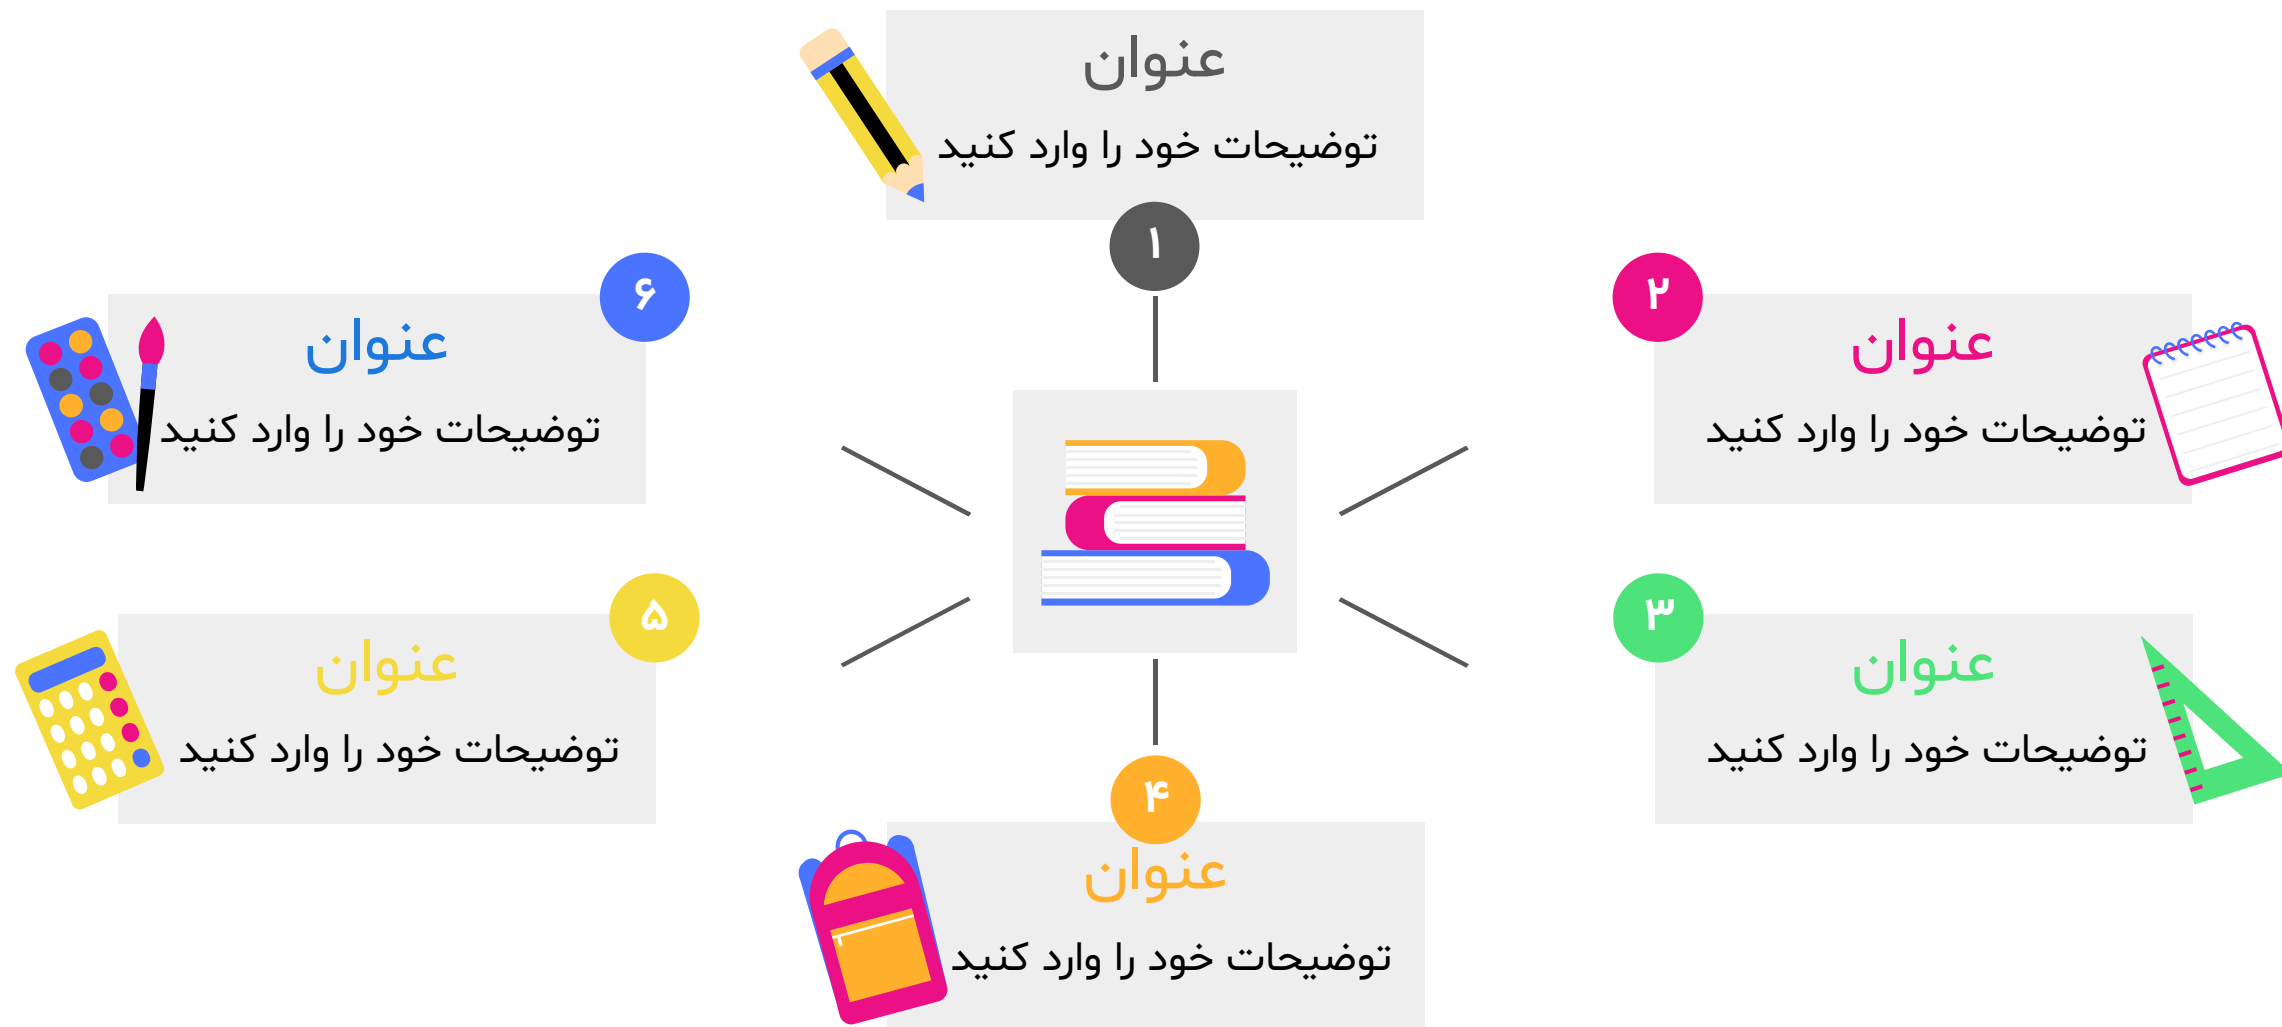 عنوان
توضیحات خود را وارد کنید
۱
۲
عنوان
توضیحات خود را وارد کنید
۳
عنوان
توضیحات خود را وارد کنید
۴
عنوان
توضیحات خود را وارد کنید
۵
عنوان
توضیحات خود را وارد کنید
۶
عنوان
توضیحات خود را وارد کنید